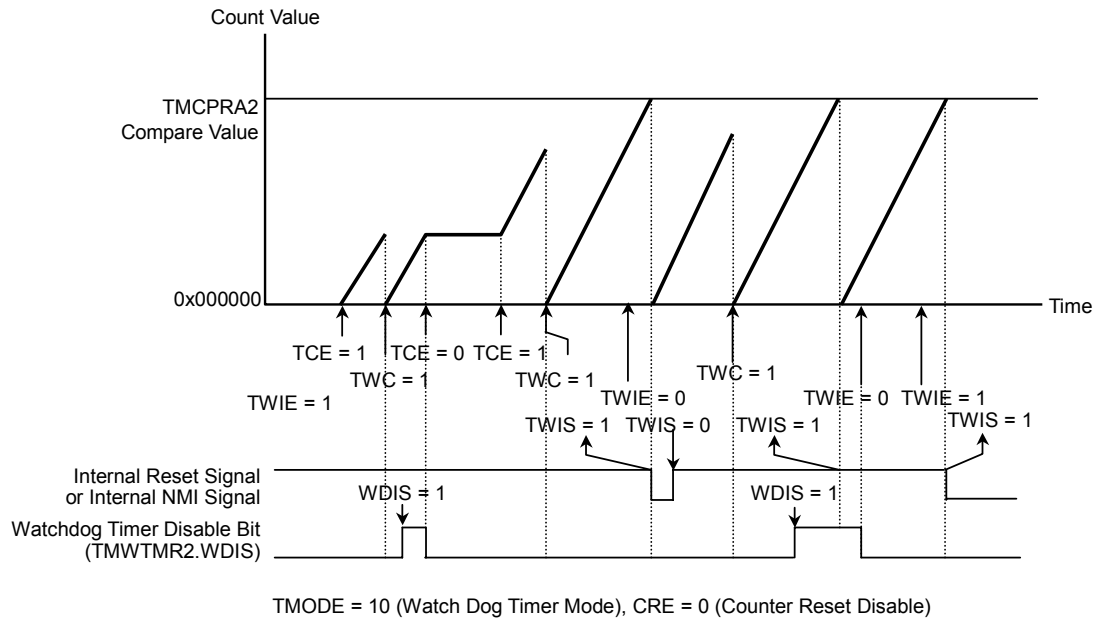 Count Value
TMCPRA2
Compare Value
0x000000
Time
TCE = 1
TCE = 0
TCE = 1
TWC = 1
TWC = 1
TWC = 1
TWIE = 1
TWIE = 0
TWIE = 0
TWIE = 1
TWIS = 1
TWIS = 0
TWIS = 1
TWIS = 1
Internal Reset Signal
or Internal NMI Signal
WDIS = 1
WDIS = 1
Watchdog Timer Disable Bit
(TMWTMR2.WDIS)
TMODE = 10 (Watch Dog Timer Mode), CRE = 0 (Counter Reset Disable)